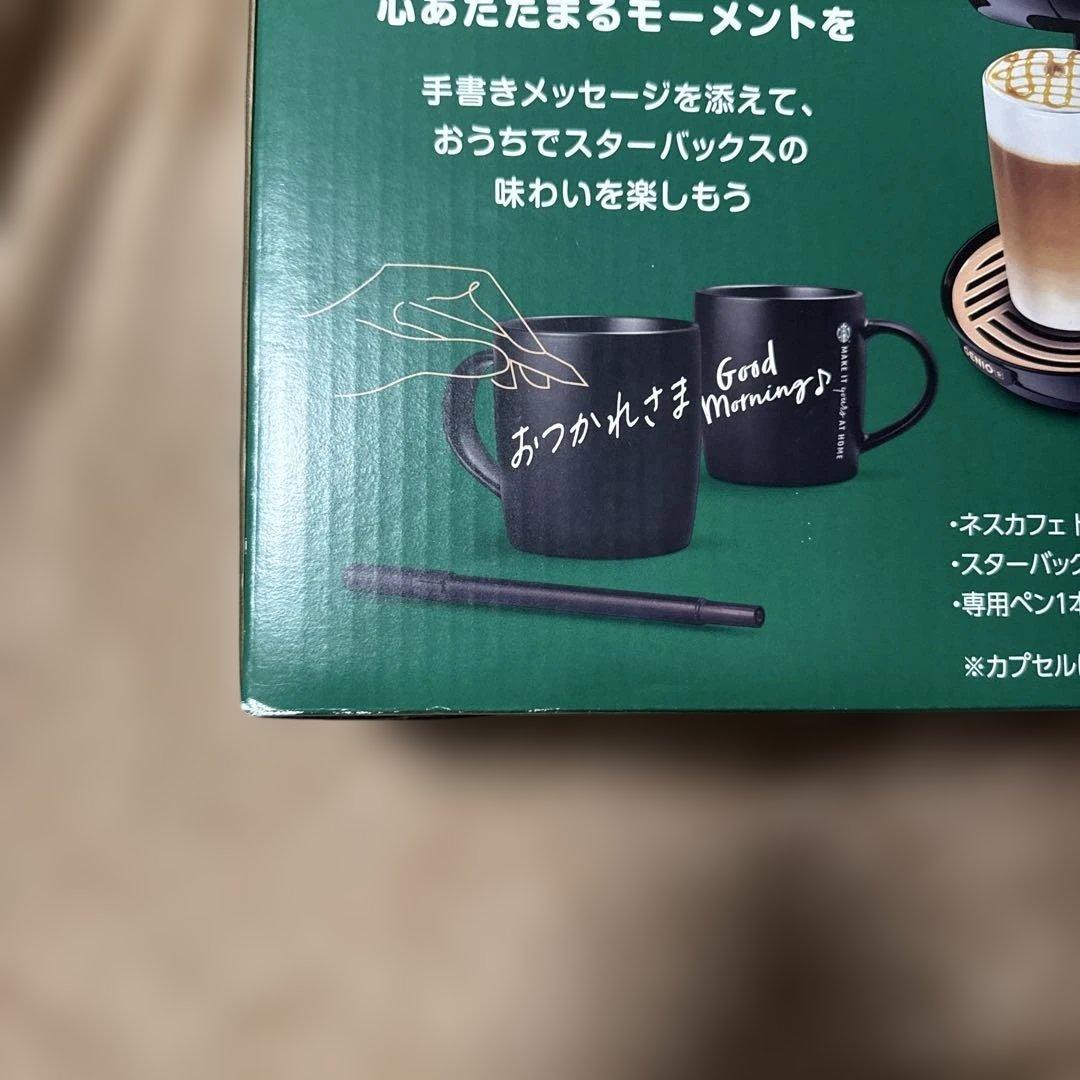 心あたたまるモーメントを
手書きメッセージを添えて、
おうちでスターバックスの
味わいを楽しもう
おつかれさま
Good
Morning♪
MAKE IT yours AT HOME
GENIO S
・ネスカフェ
・スターバック
・専用ペン1本
※カプセル